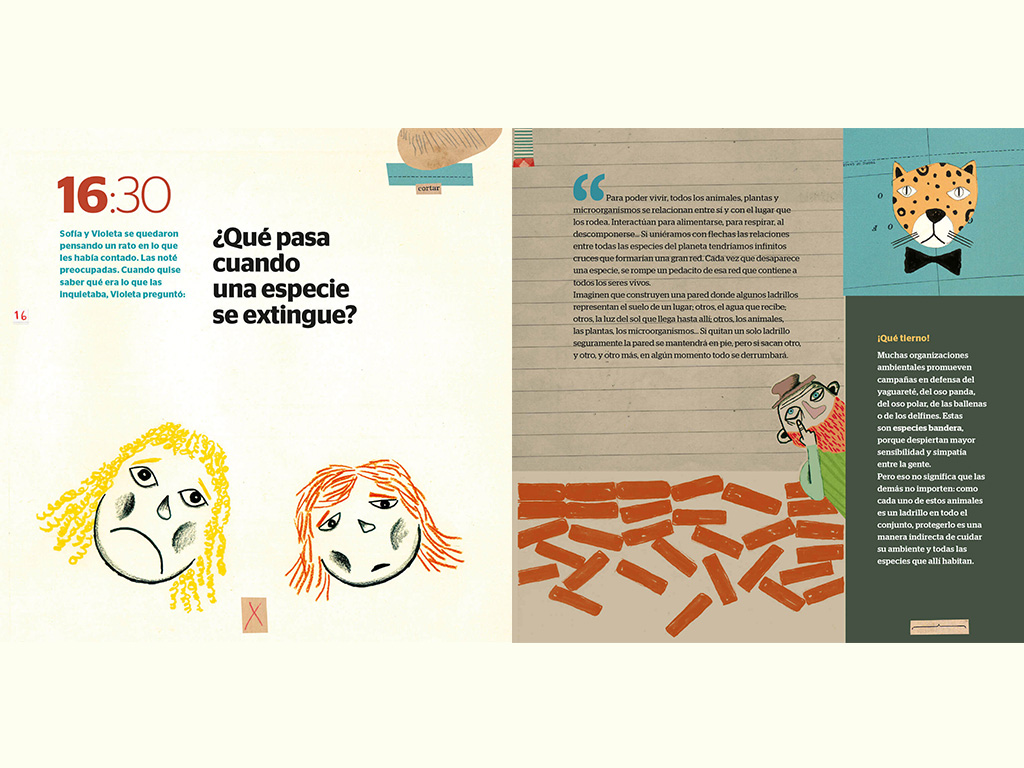 16:30
Sofía y Violeta se quedaron
pensando un rato en lo que
les había contado. Las noté
preocupadas. Cuando quise
saber qué era lo que las
inquietaba, Violeta preguntó:
¿Qué pasa
cuando
una especie
se extingue?
cortar
16
X
“Para poder vivir, todos los animales, plantas y
microorganismos se relacionan entre sí y con el lugar que
los rodea. Interactúan para alimentarse, para respirar, al
descomponerse... Si uniéramos con flechas las relaciones
entre todas las especies del planeta tendríamos infinitos
cruces que formarían una gran red. Cada vez que desaparece
una especie, se rompe un pedacito de esa red que contiene a
todos los seres vivos.
Imaginen que construyen una pared donde algunos ladrillos
representan el suelo de un lugar; otros, el agua que recibe;
otros, la luz del sol que llega hasta allí; otros, los animales,
las plantas, los microorganismos... Si quitan un solo ladrillo
seguramente la pared se mantendrá en pie, pero si sacan otro,
y otro, y otro más, en algún momento todo se derrumbará.
¡Qué tierno!
Muchas organizaciones
ambientales promueven
campañas en defensa del
yaguareté, del oso panda,
del oso polar, de las ballenas
o de los delfines. Estas
son especies bandera,
porque despiertan mayor
sensibilidad y simpatía
entre la gente.
Pero eso no significa que las
demás no importen: como
cada uno de estos animales
es un ladrillo en todo el
conjunto, protegerlo es una
manera indirecta de cuidar
su ambiente y todas las
especies que allí habitan.